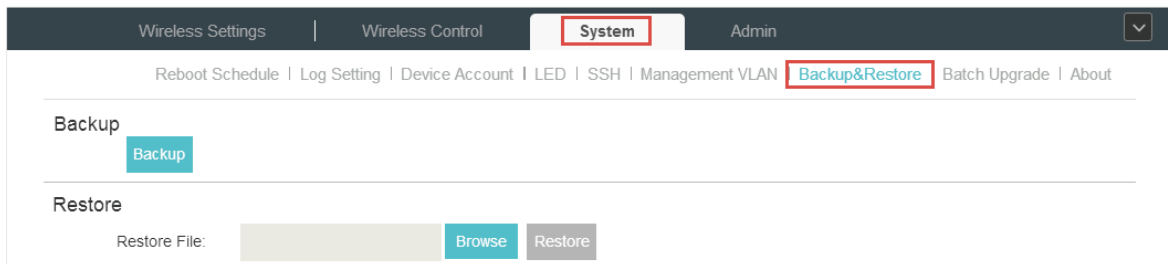 Wireless Settings | Wireless Control System Admin
Reboot Schedule | Log Setting | Device Account | LED | SSH | Management VLAN | Backup&Restore Batch Upgrade | About
Backup
Backup
Restore
Restore File: Browse Restore